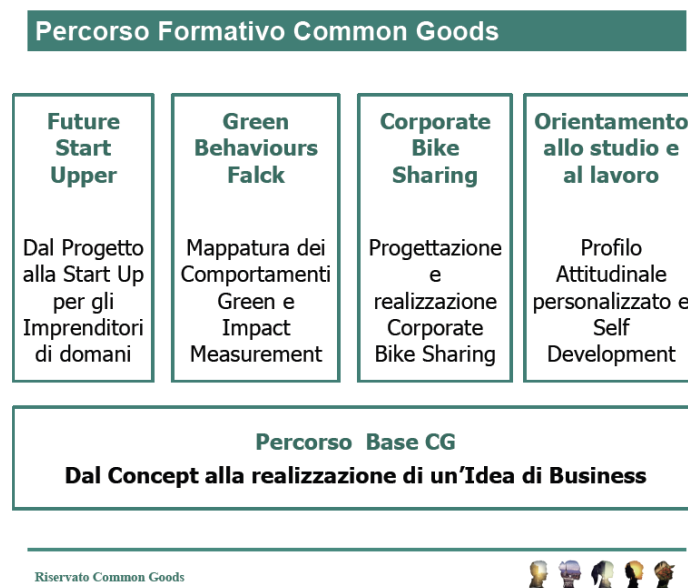 Percorso Formativo Common Goods
Future
Start
Upper
Dal Progetto
alla Start Up
per gli
Imprenditori
di domani
Green
Behaviours
Falck
Mappatura dei
Comportamenti
Green e
Impact
Measurement
Corporate
Bike
Sharing
Progettazione
e
realizzazione
Corporate
Bike Sharing
Orientamento
allo studio e
al lavoro
Profilo
Attitudinale
personalizzato e
Self
Development
Percorso Base CG
Dal Concept alla realizzazione di un’Idea di Business
Riservato Common Goods